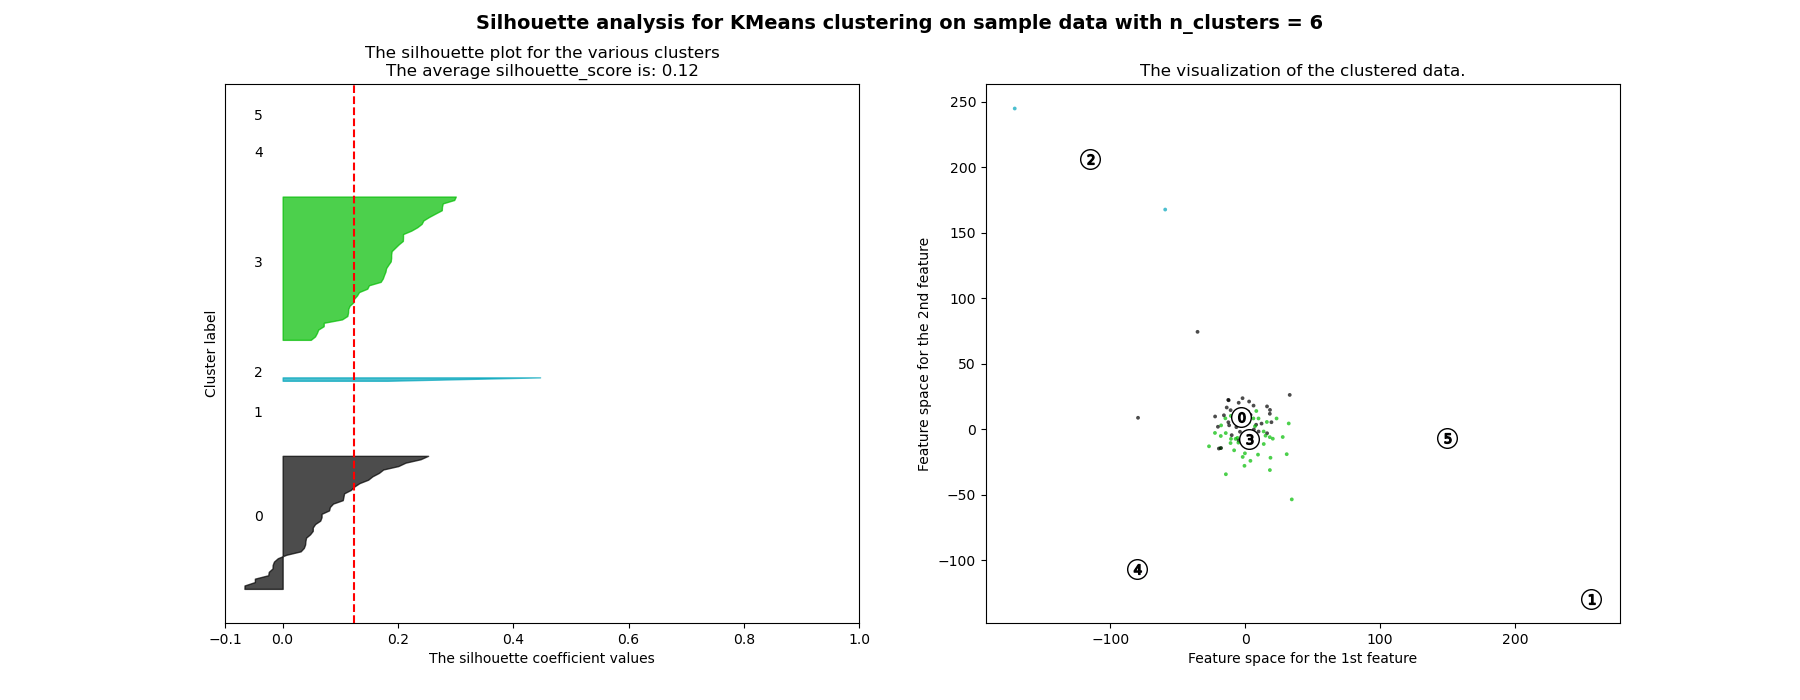 Silhouette analysis for KMeans clustering on sample data with n_clusters = 6
The silhouette plot for the various clusters
The average silhouette_score is: 0.12
5
4
3
2
1
0
Cluster label
−0.1 0.0 0.2 0.4 0.6 0.8 1.0
The silhouette coefficient values
The visualization of the clustered data.
250
200
150
100
50
0
−50
−100
Feature space for the 2nd feature
2
0
3
5
4
1
−100 0 100 200
Feature space for the 1st feature